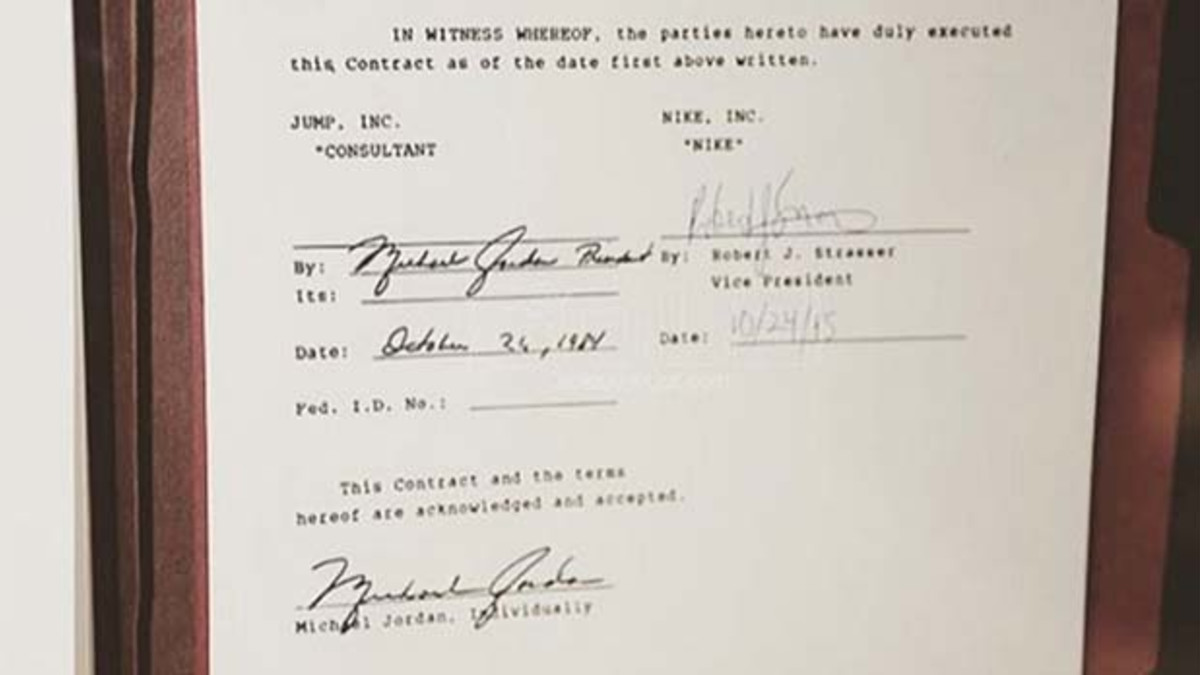 IN WITNESS WHEREOF, the parties hereto have duly executed
this Contract as of the date first above written.
JUMP, INC.
"CONSULTANT
NIKE, INC.
"NIKE"
By: Michael Jordan President
Its:
Date: October 26, 1984
Fed. I.D. No.:
By: Robert J. Strasser
Vice President
Date: 10/24/
This Contract and the terms
hereof are acknowledged and accepted.
Michael Jordan
Michael Jordan, Individually